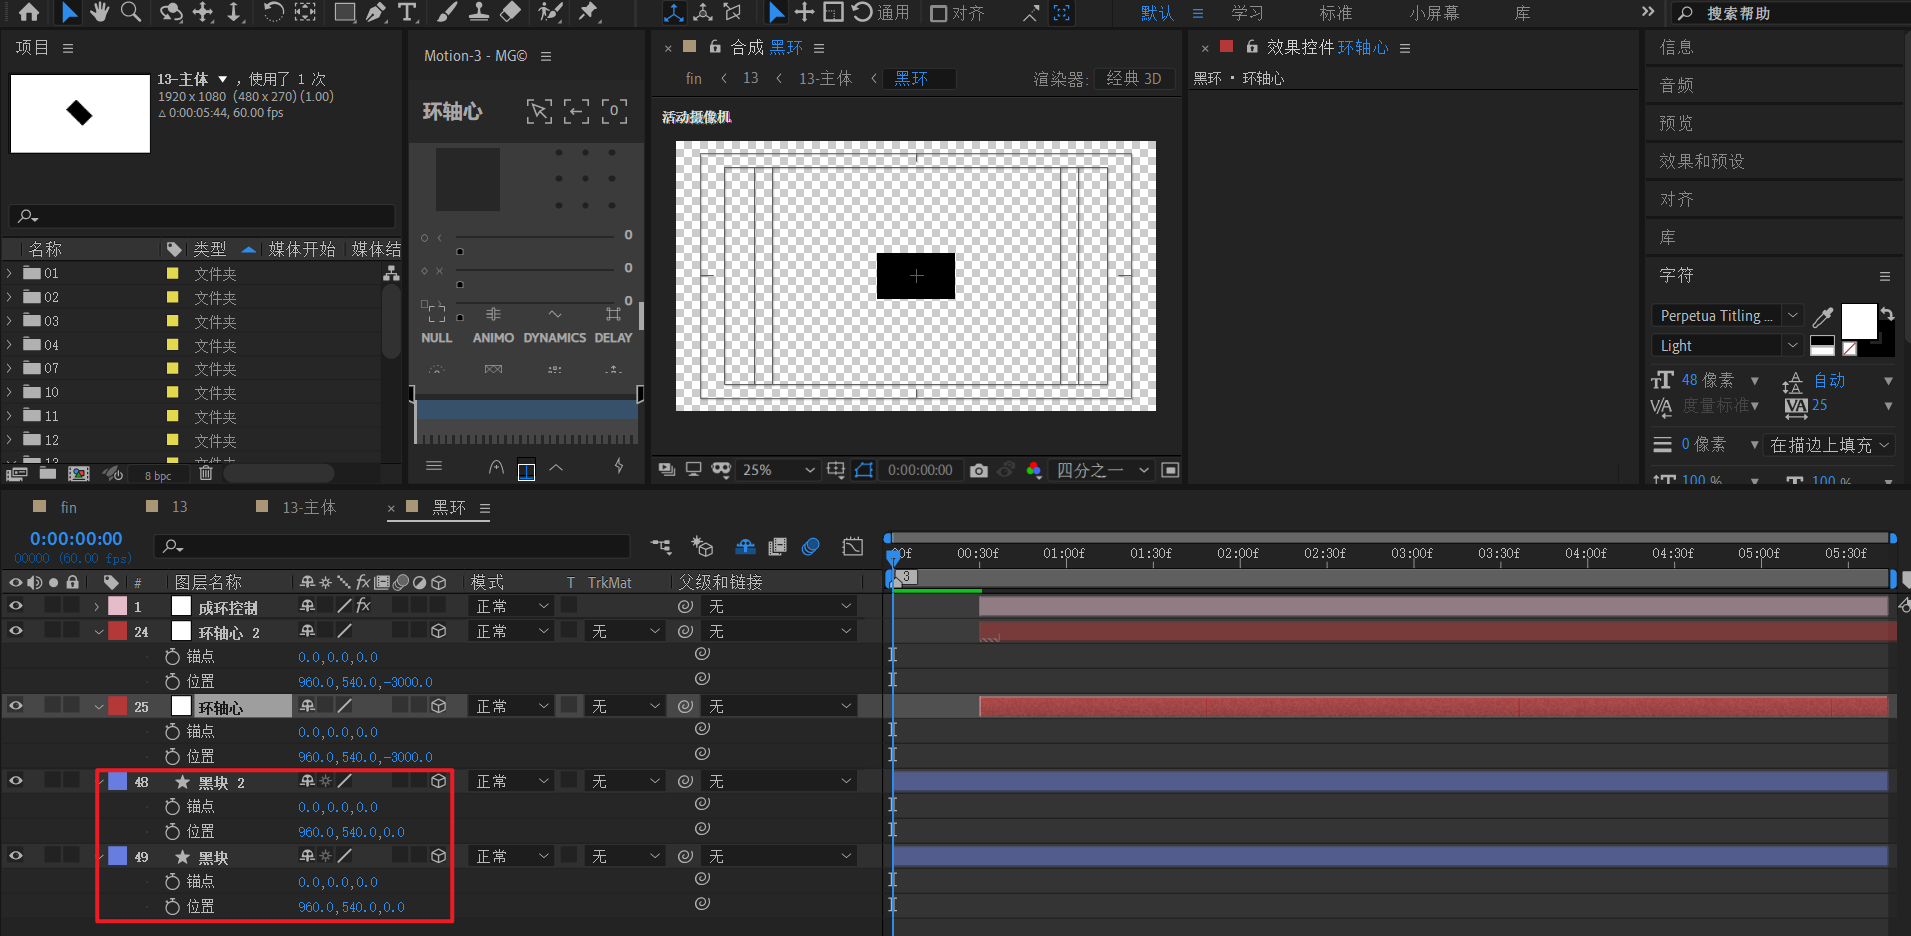 通用
对齐
默认
学习
标准
小屏幕
库
搜索帮助
项目
13-主体 ▼ , 使用了 1 次
1920 x 1080 (480 x 270) (1.00)
△ 0:00:05:44, 60.00 fps
名称
类型
媒体开始
媒体结
01 文件夹
02 文件夹
03 文件夹
04 文件夹
07 文件夹
10 文件夹
11 文件夹
12 文件夹
8 bpc
Motion-3 - MG©
环轴心
0
0
0
0
NULL
ANIMO
DYNAMICS
DELAY
合成 黑环
fin ‹ 13 ‹ 13-主体 ‹ 黑环
渲染器: 经典 3D
活动摄像机
25%
0:00:00:00
四分之一
效果控件 环轴心
黑环 • 环轴心
信息
音频
预览
效果和预设
对齐
库
字符
Perpetua Titling ...
Light
48 像素
自动
度量标准
25
0 像素
在描边上填充
100 %
100 %
fin
13
13-主体
黑环
0:00:00:00
00000 (60.00 fps)
# 图层名称 fx 模式 T TrkMat 父级和链接
00f 00:30f 01:00f 01:30f 02:00f 02:30f 03:00f 03:30f 04:00f 04:30f 05:00f 05:30f
3
1 成环控制 fx 正常 无
24 环轴心 2 正常 无 无
锚点 0.0,0.0,0.0
位置 960.0,540.0,-3000.0
25 环轴心 正常 无 无
锚点 0.0,0.0,0.0
位置 960.0,540.0,-3000.0
48 黑块 2 正常 无 无
锚点 0.0,0.0,0.0
位置 960.0,540.0,0.0
49 黑块 正常 无 无
锚点 0.0,0.0,0.0
位置 960.0,540.0,0.0